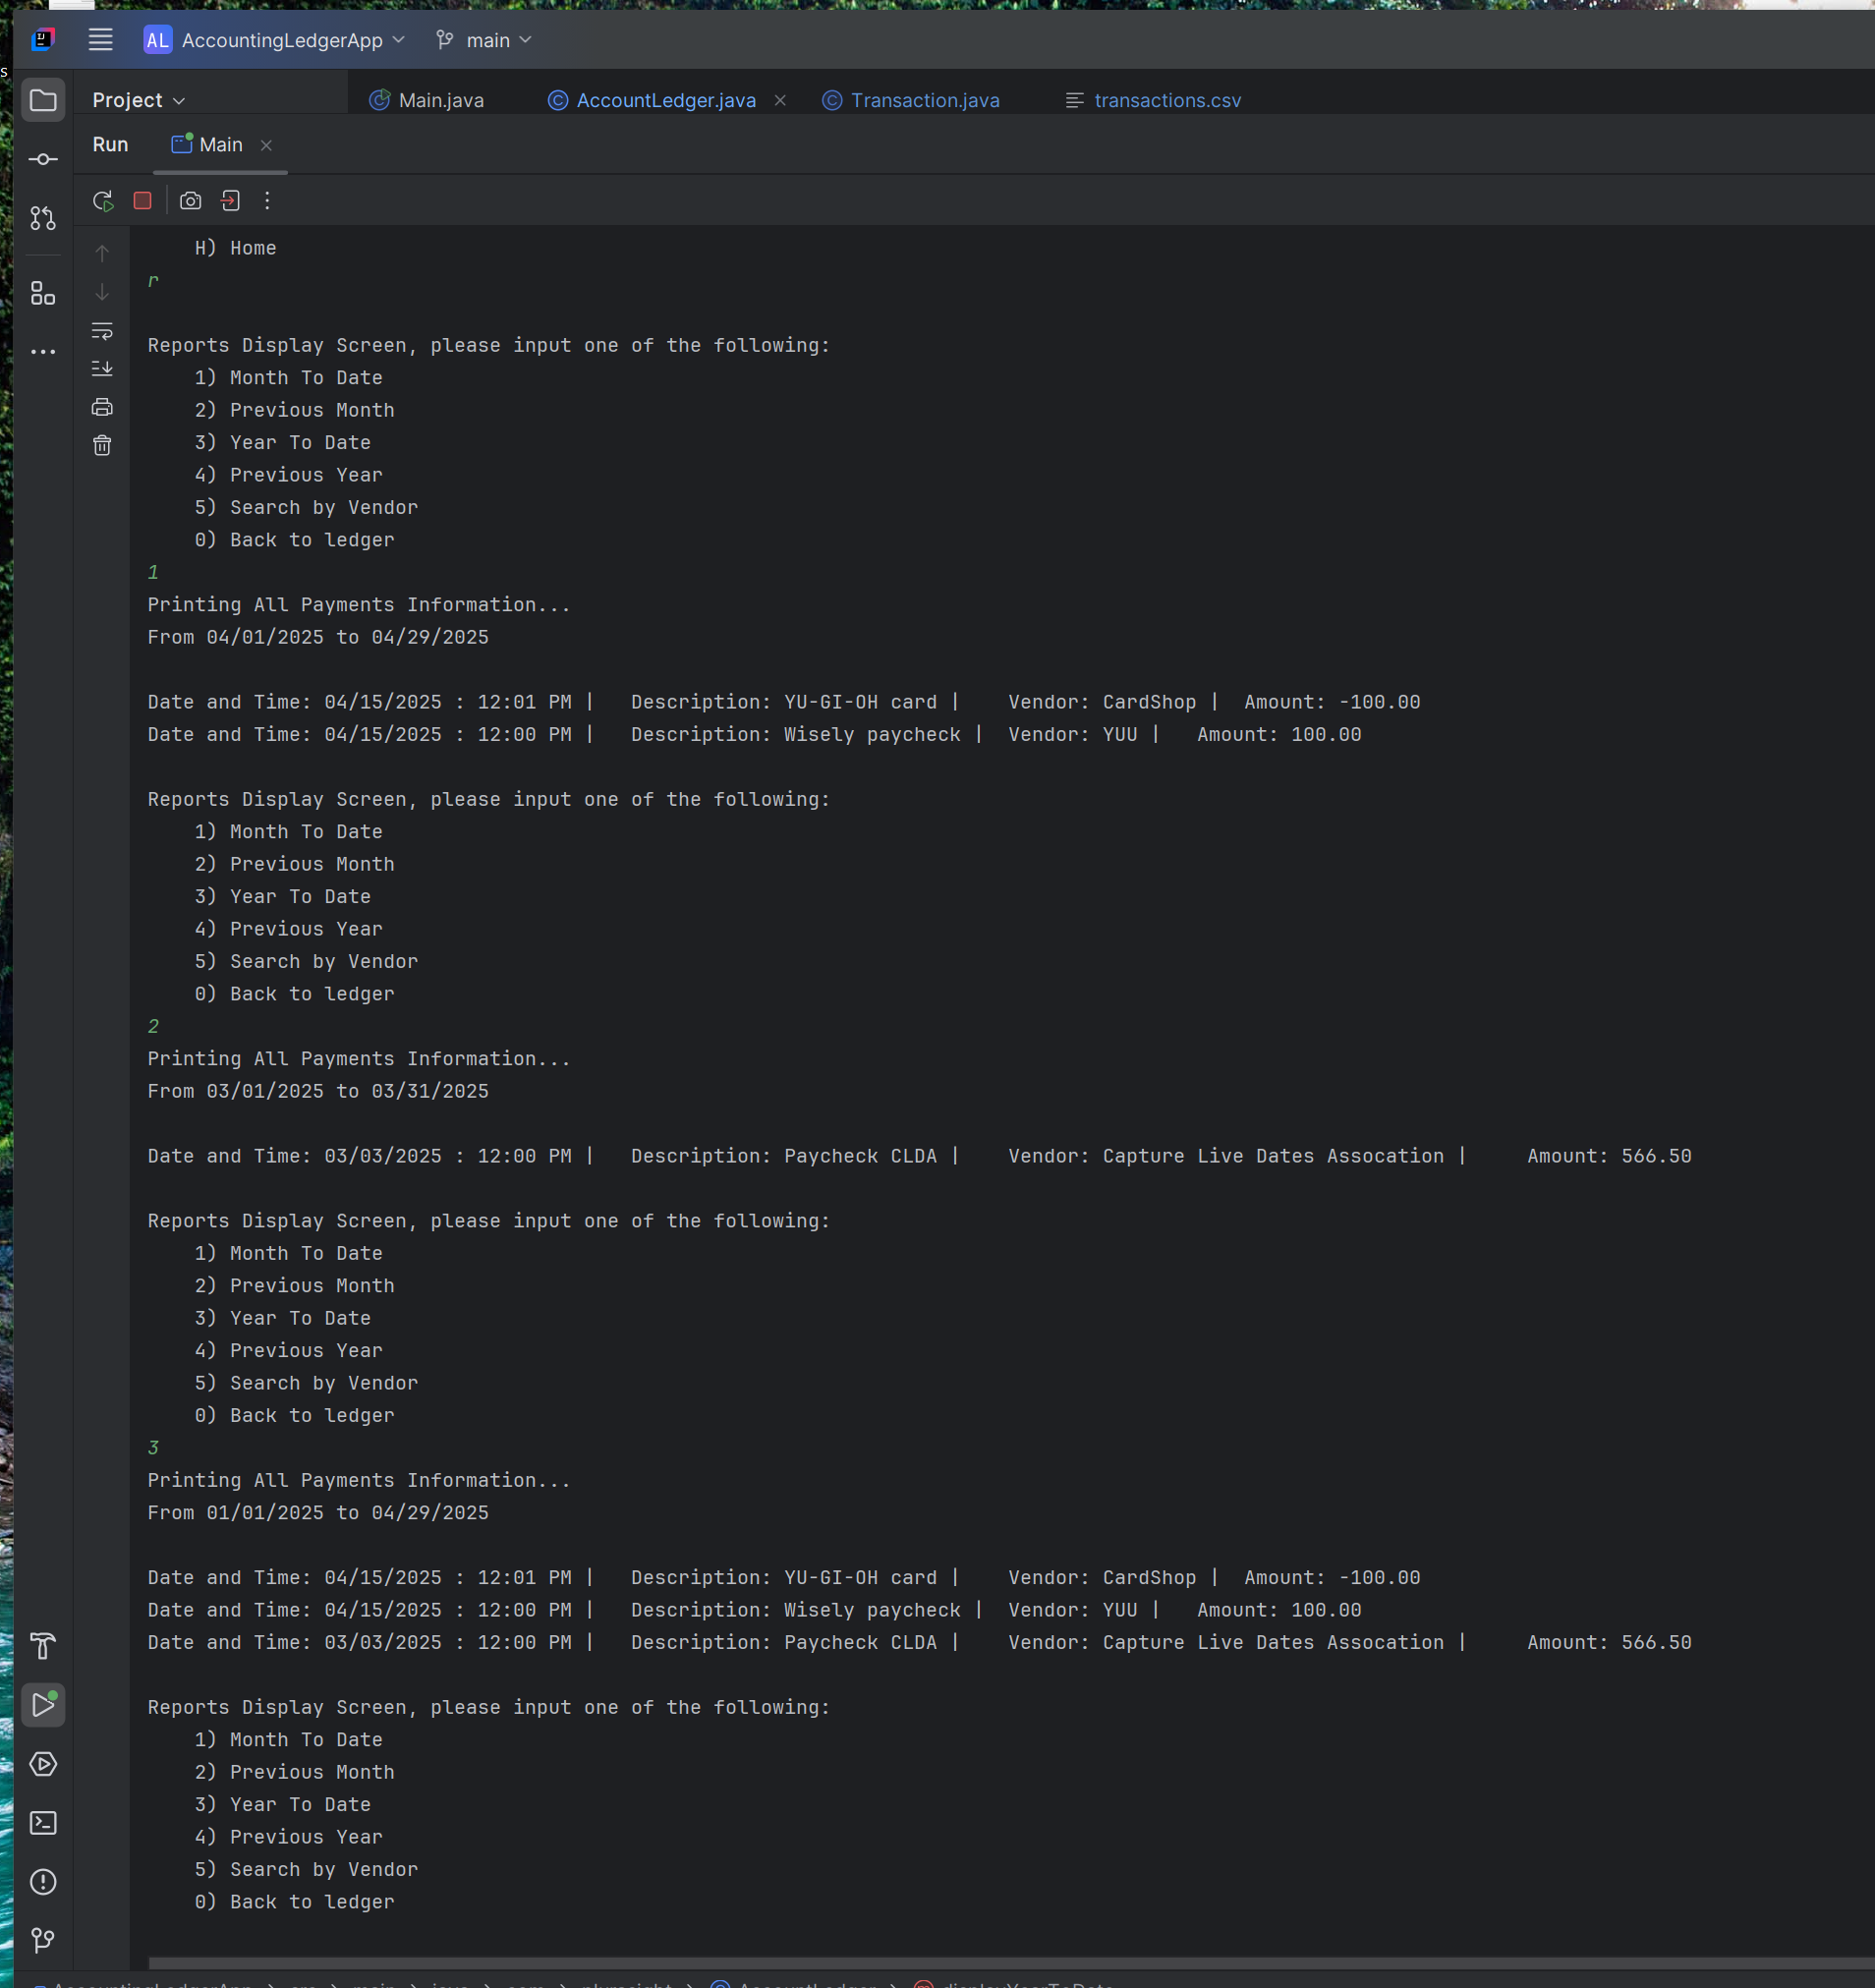 AL AccountingLedgerApp main
s
Project Main.java AccountLedger.java Transaction.java transactions.csv
Run Main
H) Home
r
Reports Display Screen, please input one of the following:
1) Month To Date
2) Previous Month
3) Year To Date
4) Previous Year
5) Search by Vendor
0) Back to ledger
1
Printing All Payments Information...
From 04/01/2025 to 04/29/2025
Date and Time: 04/15/2025 : 12:01 PM | Description: YU-GI-OH card | Vendor: CardShop | Amount: -100.00
Date and Time: 04/15/2025 : 12:00 PM | Description: Wisely paycheck | Vendor: YUU | Amount: 100.00
Reports Display Screen, please input one of the following:
1) Month To Date
2) Previous Month
3) Year To Date
4) Previous Year
5) Search by Vendor
0) Back to ledger
2
Printing All Payments Information...
From 03/01/2025 to 03/31/2025
Date and Time: 03/03/2025 : 12:00 PM | Description: Paycheck CLDA | Vendor: Capture Live Dates Assocation | Amount: 566.50
Reports Display Screen, please input one of the following:
1) Month To Date
2) Previous Month
3) Year To Date
4) Previous Year
5) Search by Vendor
0) Back to ledger
3
Printing All Payments Information...
From 01/01/2025 to 04/29/2025
Date and Time: 04/15/2025 : 12:01 PM | Description: YU-GI-OH card | Vendor: CardShop | Amount: -100.00
Date and Time: 04/15/2025 : 12:00 PM | Description: Wisely paycheck | Vendor: YUU | Amount: 100.00
Date and Time: 03/03/2025 : 12:00 PM | Description: Paycheck CLDA | Vendor: Capture Live Dates Assocation | Amount: 566.50
Reports Display Screen, please input one of the following:
1) Month To Date
2) Previous Month
3) Year To Date
4) Previous Year
5) Search by Vendor
0) Back to ledger